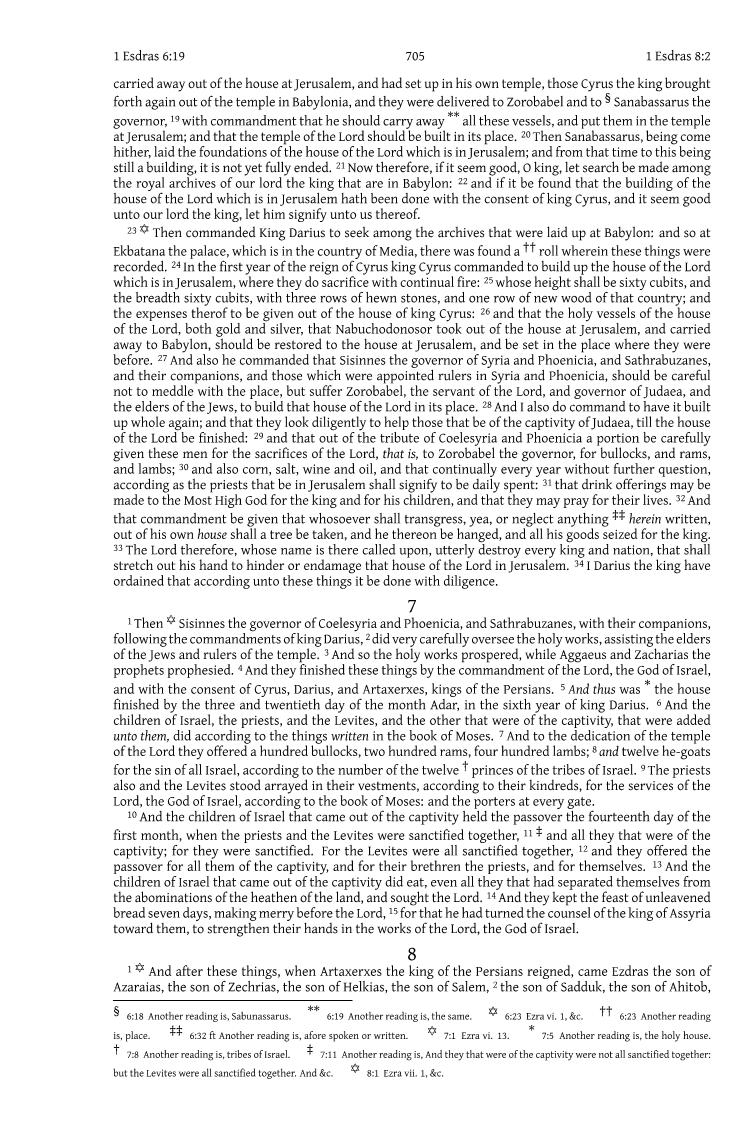 1 Esdras 6:19 705 1 Esdras 8:2
carried away out of the house at Jerusalem, and had set up in his own temple, those Cyrus the king brought
forth again out of the temple in Babylonia, and they were delivered to Zorobabel and to § Sanabassarus the
governor, 19 with commandment that he should carry away ** all these vessels, and put them in the temple
at Jerusalem; and that the temple of the Lord should be built in its place. 20 Then Sanabassarus, being come
hither, laid the foundations of the house of the Lord which is in Jerusalem; and from that time to this being
still a building, it is not yet fully ended. 21 Now therefore, if it seem good, O king, let search be made among
the royal archives of our lord the king that are in Babylon: 22 and if it be found that the building of the
house of the Lord which is in Jerusalem hath been done with the consent of king Cyrus, and it seem good
unto our lord the king, let him signify unto us thereof.
23 ✡ Then commanded King Darius to seek among the archives that were laid up at Babylon: and so at
Ekbatana the palace, which is in the country of Media, there was found a †† roll wherein these things were
recorded. 24 In the first year of the reign of Cyrus king Cyrus commanded to build up the house of the Lord
which is in Jerusalem, where they do sacrifice with continual fire: 25 whose height shall be sixty cubits, and
the breadth sixty cubits, with three rows of hewn stones, and one row of new wood of that country; and
the expenses therof to be given out of the house of king Cyrus: 26 and that the holy vessels of the house
of the Lord, both gold and silver, that Nabuchodonosor took out of the house at Jerusalem, and carried
away to Babylon, should be restored to the house at Jerusalem, and be set in the place where they were
before. 27 And also he commanded that Sisinnes the governor of Syria and Phoenicia, and Sathrabuzanes,
and their companions, and those which were appointed rulers in Syria and Phoenicia, should be careful
not to meddle with the place, but suffer Zorobabel, the servant of the Lord, and governor of Judaea, and
the elders of the Jews, to build that house of the Lord in its place. 28 And I also do command to have it built
up whole again; and that they look diligently to help those that be of the captivity of Judaea, till the house
of the Lord be finished: 29 and that out of the tribute of Coelesyria and Phoenicia a portion be carefully
given these men for the sacrifices of the Lord, that is, to Zorobabel the governor, for bullocks, and rams,
and lambs; 30 and also corn, salt, wine and oil, and that continually every year without further question,
according as the priests that be in Jerusalem shall signify to be daily spent: 31 that drink offerings may be
made to the Most High God for the king and for his children, and that they may pray for their lives. 32 And
that commandment be given that whosoever shall transgress, yea, or neglect anything ‡‡ herein written,
out of his own house shall a tree be taken, and he thereon be hanged, and all his goods seized for the king.
33 The Lord therefore, whose name is there called upon, utterly destroy every king and nation, that shall
stretch out his hand to hinder or endamage that house of the Lord in Jerusalem. 34 I Darius the king have
ordained that according unto these things it be done with diligence.
7
1 Then ✡ Sisinnes the governor of Coelesyria and Phoenicia, and Sathrabuzanes, with their companions,
following the commandments of king Darius, 2 did very carefully oversee the holy works, assisting the elders
of the Jews and rulers of the temple. 3 And so the holy works prospered, while Aggaeus and Zacharias the
prophets prophesied. 4 And they finished these things by the commandment of the Lord, the God of Israel,
and with the consent of Cyrus, Darius, and Artaxerxes, kings of the Persians. 5 And thus was * the house
finished by the three and twentieth day of the month Adar, in the sixth year of king Darius. 6 And the
children of Israel, the priests, and the Levites, and the other that were of the captivity, that were added
unto them, did according to the things written in the book of Moses. 7 And to the dedication of the temple
of the Lord they offered a hundred bullocks, two hundred rams, four hundred lambs; 8 and twelve he-goats
for the sin of all Israel, according to the number of the twelve † princes of the tribes of Israel. 9 The priests
also and the Levites stood arrayed in their vestments, according to their kindreds, for the services of the
Lord, the God of Israel, according to the book of Moses: and the porters at every gate.
10 And the children of Israel that came out of the captivity held the passover the fourteenth day of the
first month, when the priests and the Levites were sanctified together, 11 ‡ and all they that were of the
captivity; for they were sanctified. For the Levites were all sanctified together, 12 and they offered the
passover for all them of the captivity, and for their brethren the priests, and for themselves. 13 And the
children of Israel that came out of the captivity did eat, even all they that had separated themselves from
the abominations of the heathen of the land, and sought the Lord. 14 And they kept the feast of unleavened
bread seven days, making merry before the Lord, 15 for that he had turned the counsel of the king of Assyria
toward them, to strengthen their hands in the works of the Lord, the God of Israel.
8
1 ✡ And after these things, when Artaxerxes the king of the Persians reigned, came Ezdras the son of
Azaraias, the son of Zechrias, the son of Helkias, the son of Salem, 2 the son of Sadduk, the son of Ahitob,
§ 6:18 Another reading is, Sabunassarus. ** 6:19 Another reading is, the same. ✡ 6:23 Ezra vi. 1, &c. †† 6:23 Another reading
is, place. ‡‡ 6:32 ft Another reading is, afore spoken or written. ✡ 7:1 Ezra vi. 13. * 7:5 Another reading is, the holy house.
† 7:8 Another reading is, tribes of Israel. ‡ 7:11 Another reading is, And they that were of the captivity were not all sanctified together:
but the Levites were all sanctified together. And &c. ✡ 8:1 Ezra vii. 1, &c.